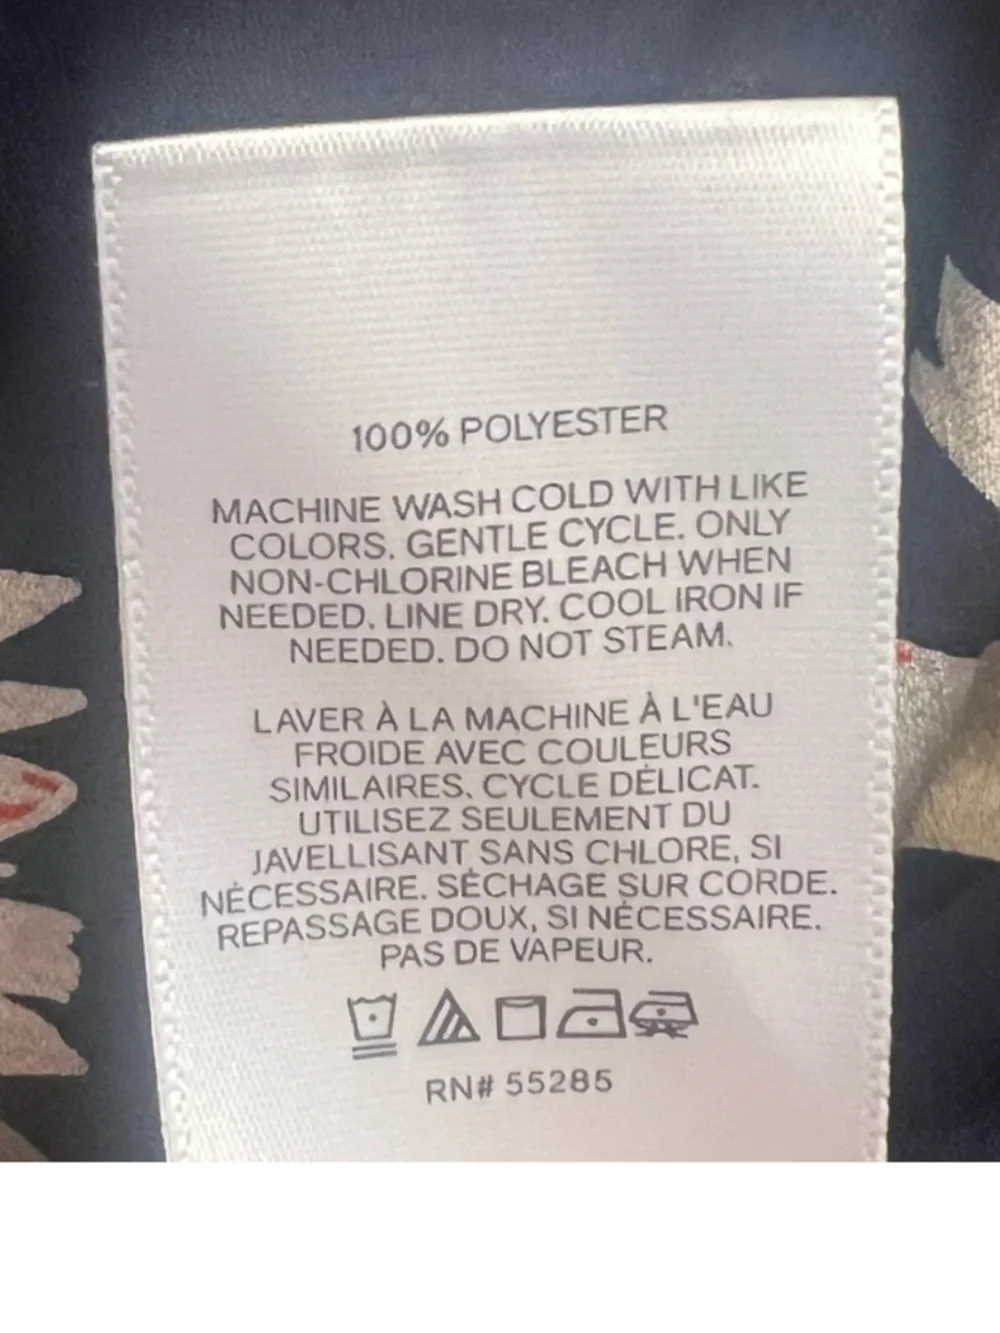 100% POLYESTER
MACHINE WASH COLD WITH LIKE
COLORS. GENTLE CYCLE. ONLY
NON-CHLORINE BLEACH WHEN
NEEDED. LINE DRY. COOL IRON IF
NEEDED. DO NOT STEAM.
LAVER À LA MACHINE À L'EAU
FROIDE AVEC COULEURS
SIMILAIRES. CYCLE DÉLICAT.
UTILISEZ SEULEMENT DU
JAVELLISANT SANS CHLORE, SI
NÉCESSAIRE. SÉCHAGE SUR CORDE.
REPASSAGE DOUX, SI NÉCESSAIRE.
PAS DE VAPEUR.
RN# 55285